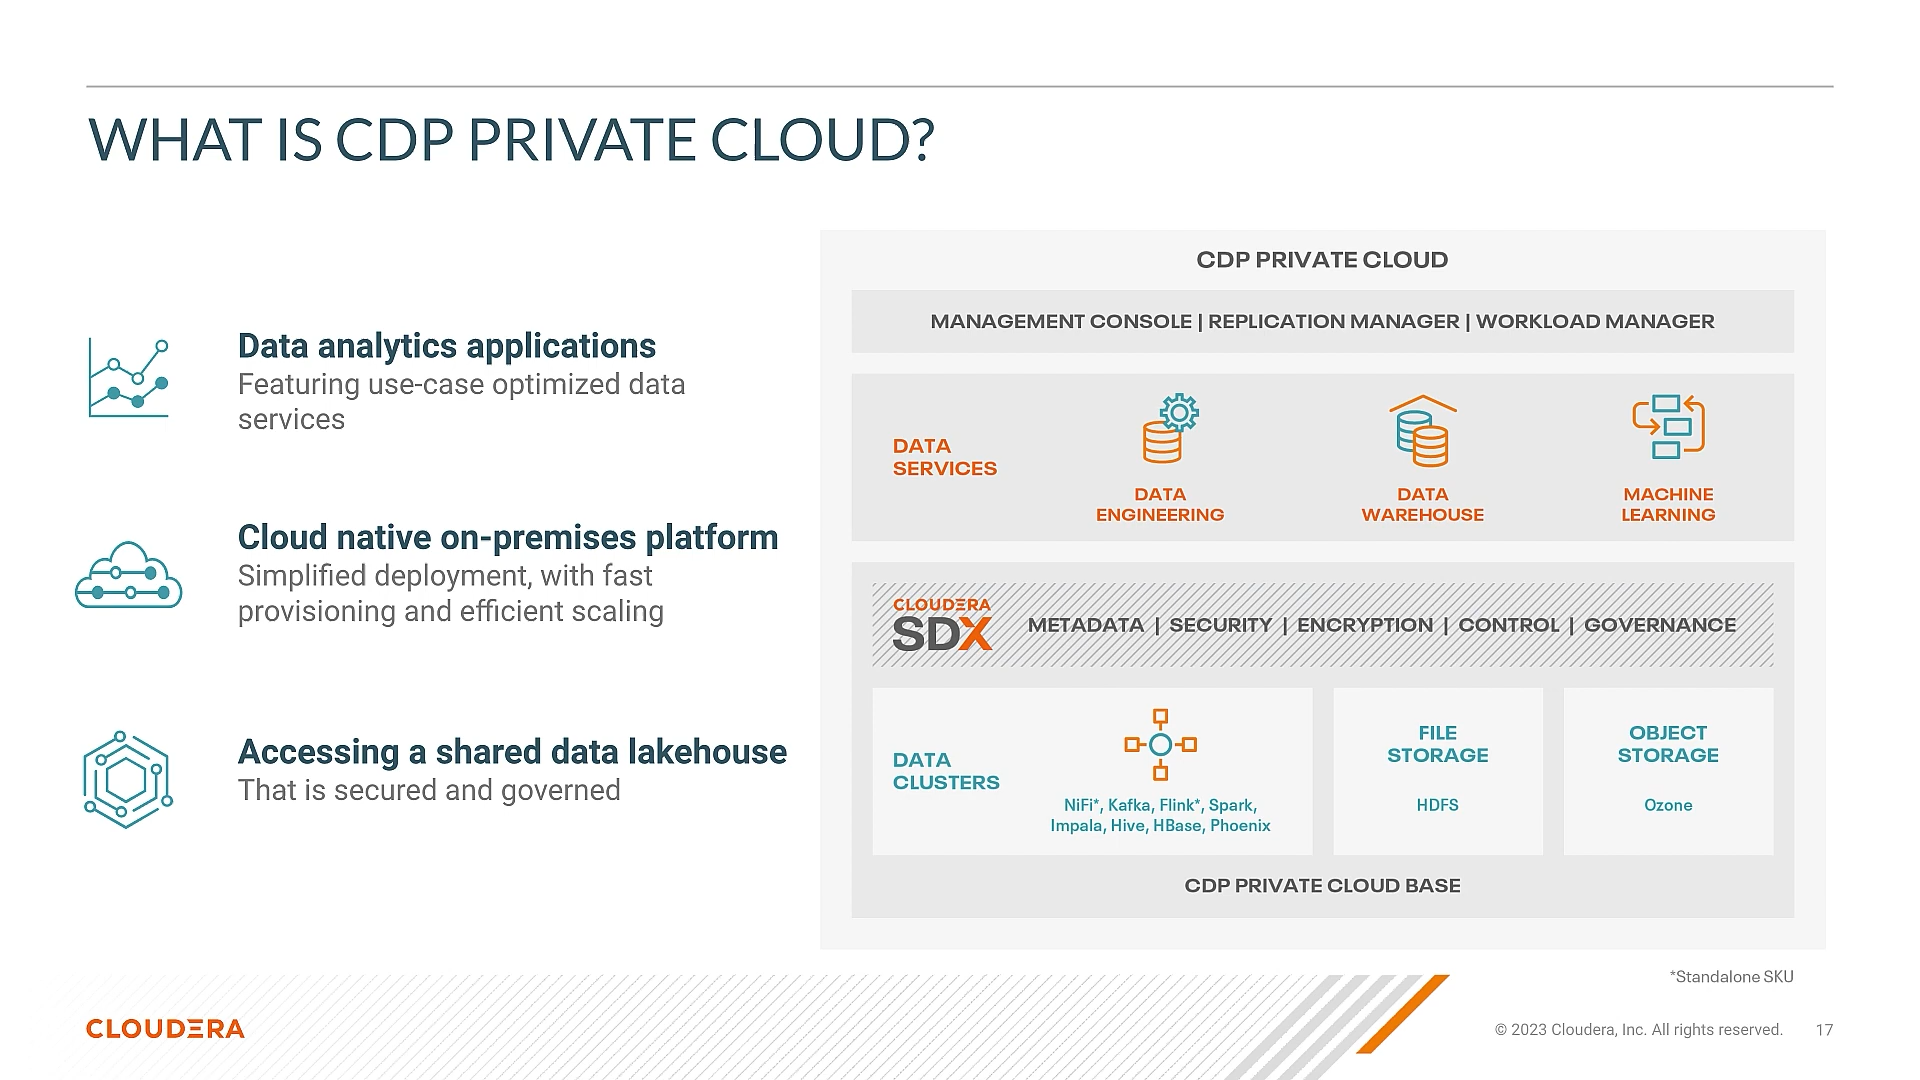 WHAT IS CDP PRIVATE CLOUD?
Data analytics applications
Featuring use-case optimized data
services
Cloud native on-premises platform
Simplified deployment, with fast
provisioning and efficient scaling
Accessing a shared data lakehouse
That is secured and governed
CDP PRIVATE CLOUD
MANAGEMENT CONSOLE | REPLICATION MANAGER | WORKLOAD MANAGER
DATA
SERVICES
DATA
ENGINEERING
DATA
WAREHOUSE
MACHINE
LEARNING
CLOUDERA
SDX
METADATA | SECURITY | ENCRYPTION | CONTROL | GOVERNANCE
DATA
CLUSTERS
NiFi*, Kafka, Flink*, Spark,
Impala, Hive, HBase, Phoenix
FILE
STORAGE
HDFS
OBJECT
STORAGE
Ozone
CDP PRIVATE CLOUD BASE
*Standalone SKU
CLOUDERA
© 2023 Cloudera, Inc. All rights reserved. 17